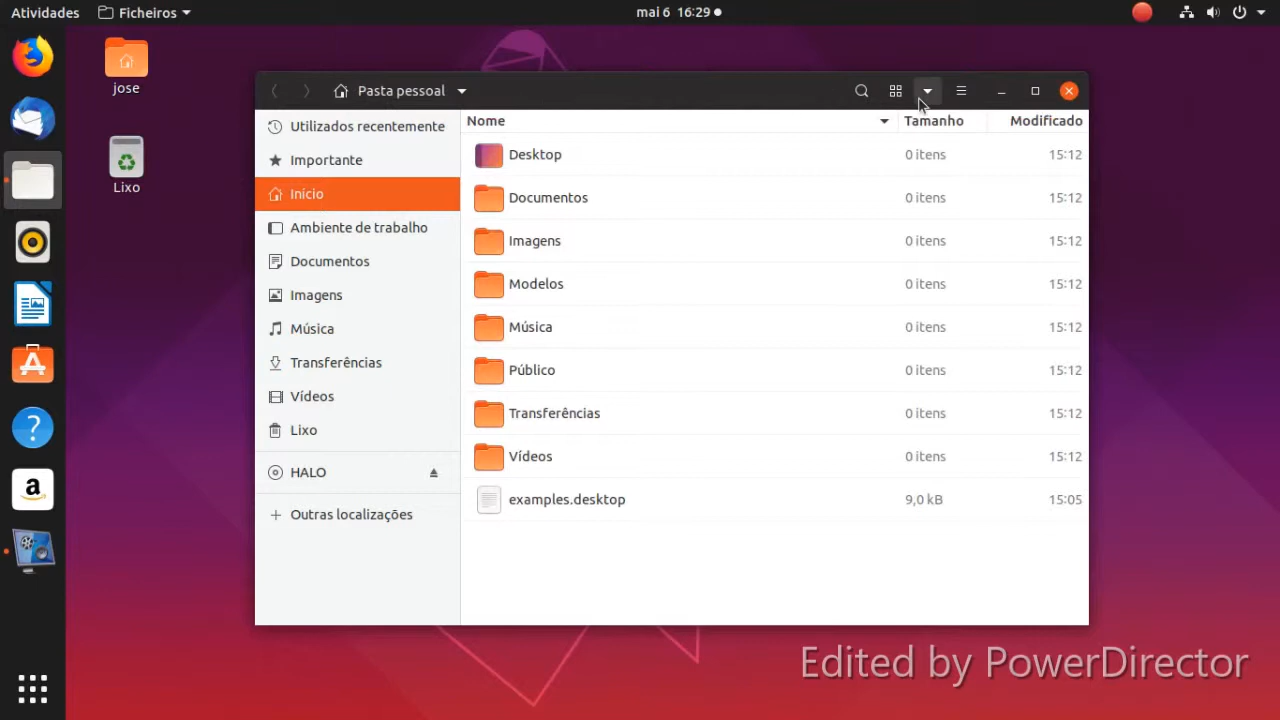 Atividades
Ficheiros
mai 6 16:29
jose
Lixo
Pasta pessoal
Utilizados recentemente
Importante
Início
Ambiente de trabalho
Documentos
Imagens
Música
Transferências
Vídeos
Lixo
HALO
Outras localizações
Nome Tamanho Modificado
Desktop 0 itens 15:12
Documentos 0 itens 15:12
Imagens 0 itens 15:12
Modelos 0 itens 15:12
Música 0 itens 15:12
Público 0 itens 15:12
Transferências 0 itens 15:12
Vídeos 0 itens 15:12
examples.desktop 9,0 kB 15:05
Edited by PowerDirector